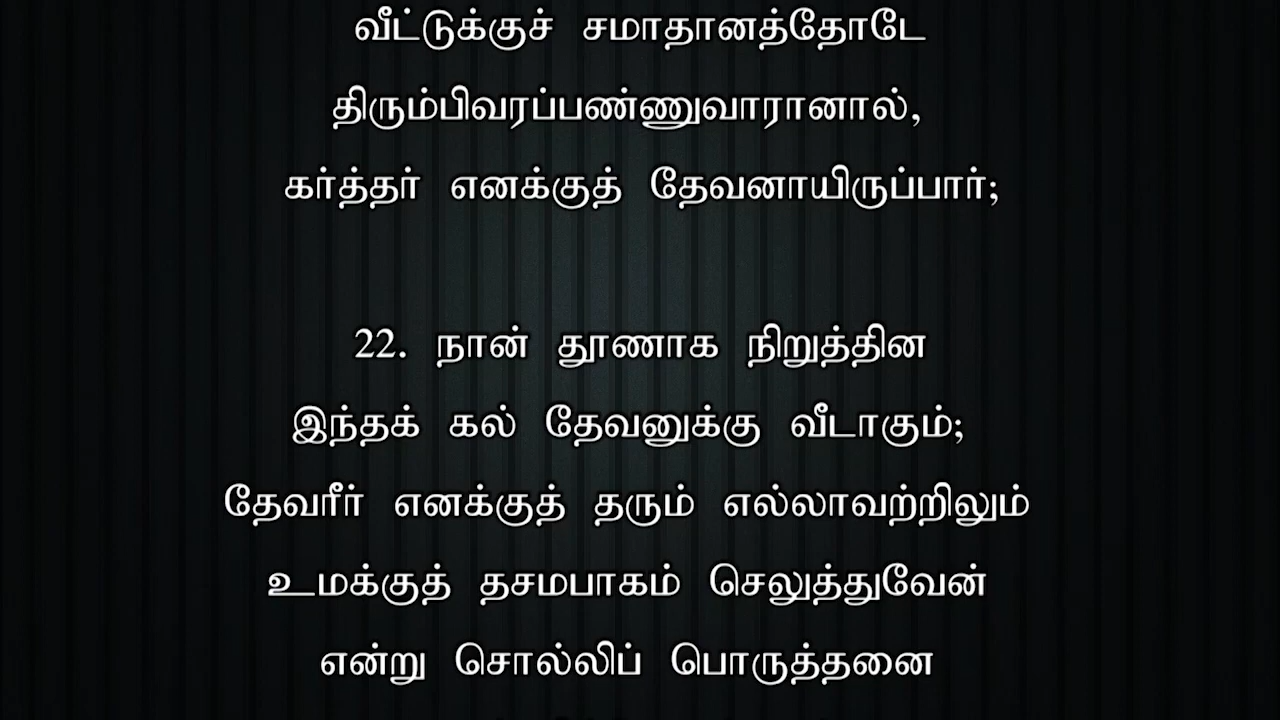 வீட்டுக்குச் சமாதானத்தோடே
திரும்பிவரப்பண்ணுவாரானால்,
கர்த்தர் எனக்குத் தேவனாயிருப்பார்;
22. நான் தூணாக நிறுத்தின
இந்தக் கல் தேவனுக்கு வீடாகும்;
தேவரீர் எனக்குத் தரும் எல்லாவற்றிலும்
உமக்குத் தசமபாகம் செலுத்துவேன்
என்று சொல்லிப் பொருத்தனை